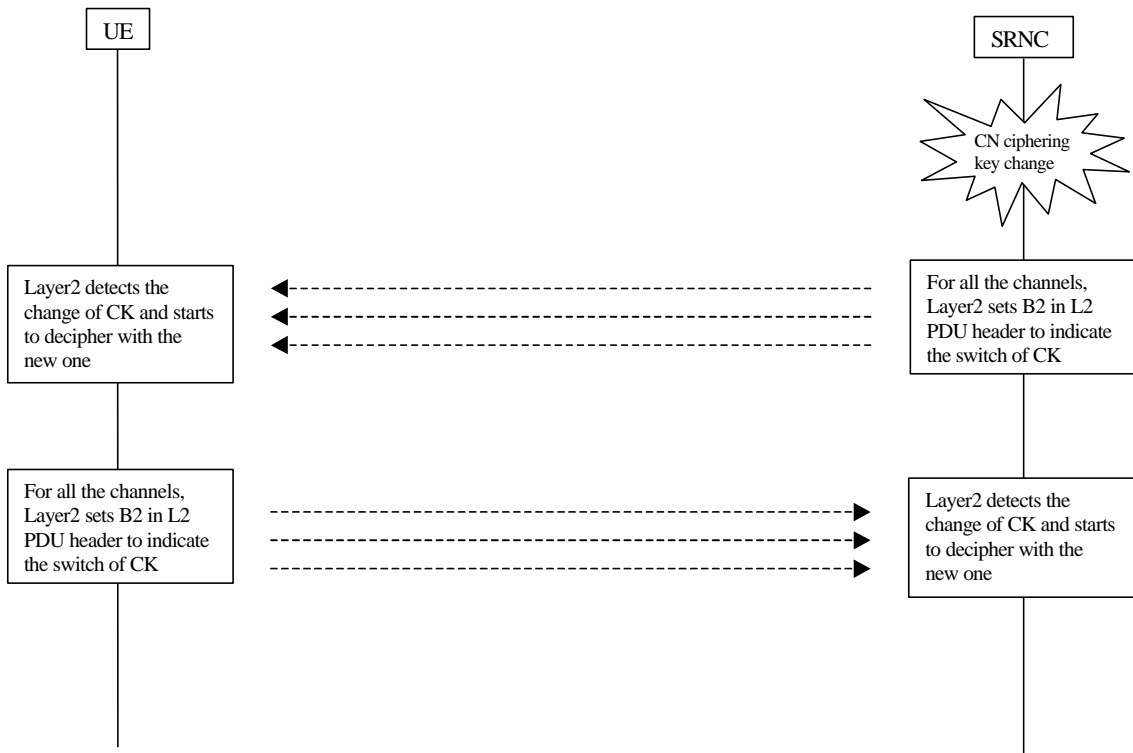 UE
SRNC
CN ciphering
key change
Layer2 detects the
change of CK and starts
to decipher with the
new one
For all the channels,
Layer2 sets B2 in L2
PDU header to indicate
the switch of CK
For all the channels,
Layer2 sets B2 in L2
PDU header to indicate
the switch of CK
Layer2 detects the
change of CK and starts
to decipher with the
new one